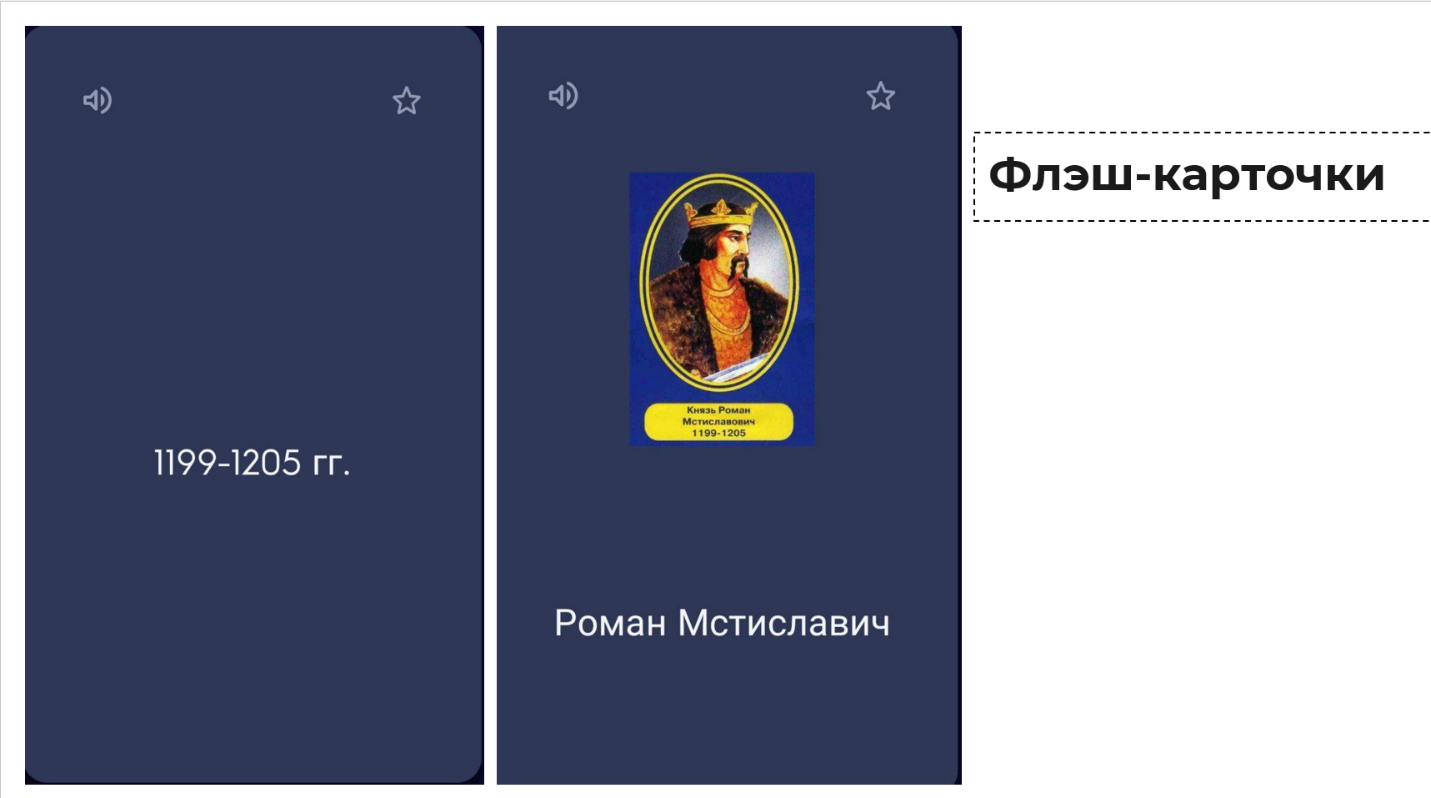 1199-1205 гг.
Князь Роман
Мстиславович
1199-1205
Роман Мстиславич
Флэш-карточки